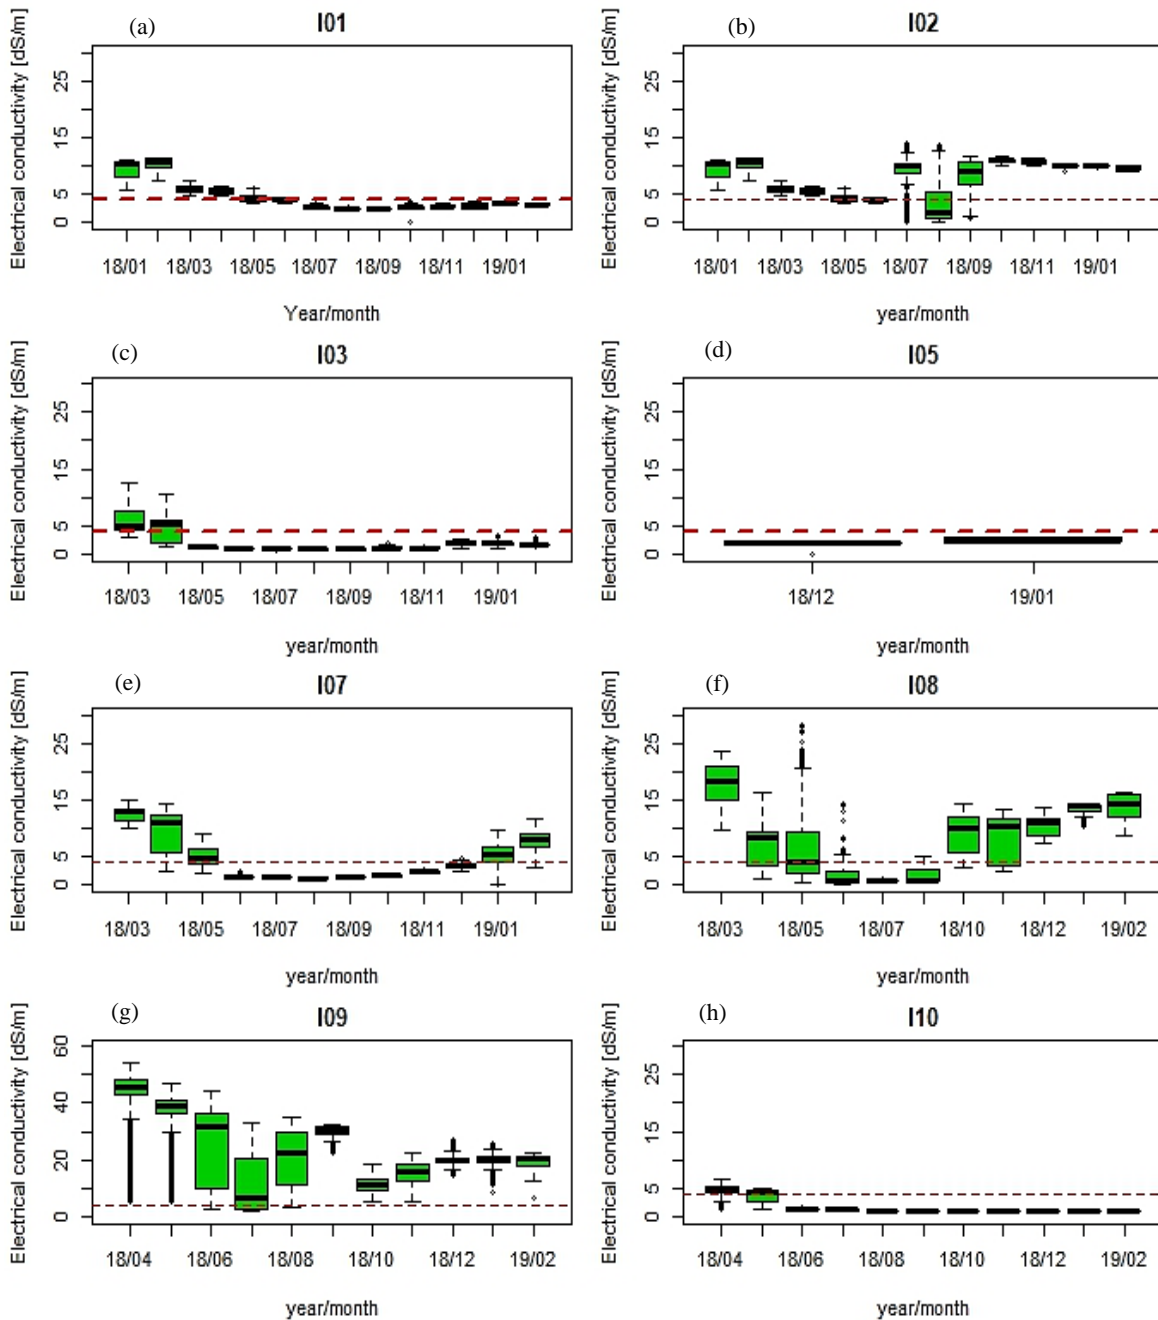 (a) I01
Electrical conductivity [dS/m]
25
15
5
0
18/01 18/03 18/05 18/07 18/09 18/11 19/01
Year/month
(b) I02
Electrical conductivity [dS/m]
25
15
5
0
18/01 18/03 18/05 18/07 18/09 18/11 19/01
year/month
(c) I03
Electrical conductivity [dS/m]
25
15
5
0
18/03 18/05 18/07 18/09 18/11 19/01
year/month
(d) I05
Electrical conductivity [dS/m]
25
15
5
0
18/12 19/01
year/month
(e) I07
Electrical conductivity [dS/m]
25
15
5
0
18/03 18/05 18/07 18/09 18/11 19/01
year/month
(f) I08
Electrical conductivity [dS/m]
25
15
5
0
18/03 18/05 18/07 18/10 18/12 19/02
year/month
(g) I09
Electrical conductivity [dS/m]
60
40
20
0
18/04 18/06 18/08 18/10 18/12 19/02
year/month
(h) I10
Electrical conductivity [dS/m]
25
15
5
0
18/04 18/06 18/08 18/10 18/12 19/02
year/month